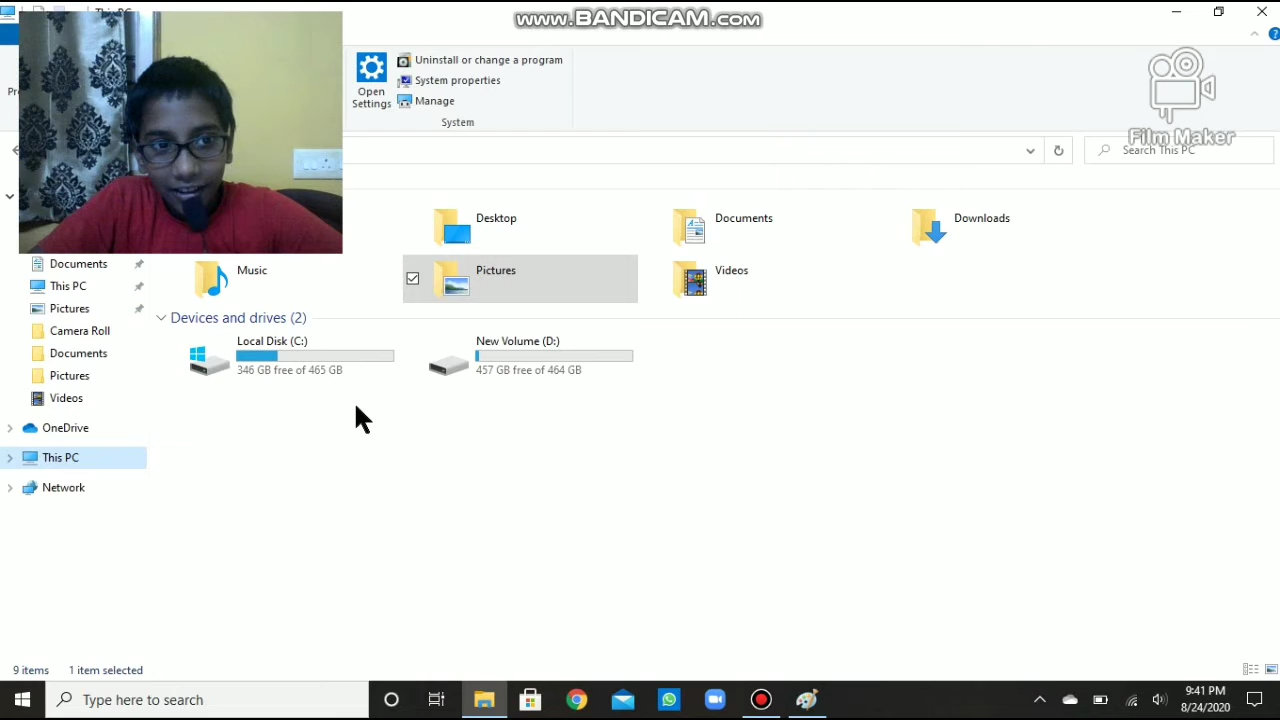 This PC
www.BANDICAM.com
Uninstall or change a program
System properties
Manage
Open
Settings
System
Film Maker
Search This PC
Desktop
Documents
Downloads
Music
Pictures
Videos
Devices and drives (2)
Local Disk (C:)
346 GB free of 465 GB
New Volume (D:)
457 GB free of 464 GB
Documents
This PC
Pictures
Camera Roll
Documents
Pictures
Videos
OneDrive
This PC
Network
9 items
1 item selected
Type here to search
9:41 PM
8/24/2020